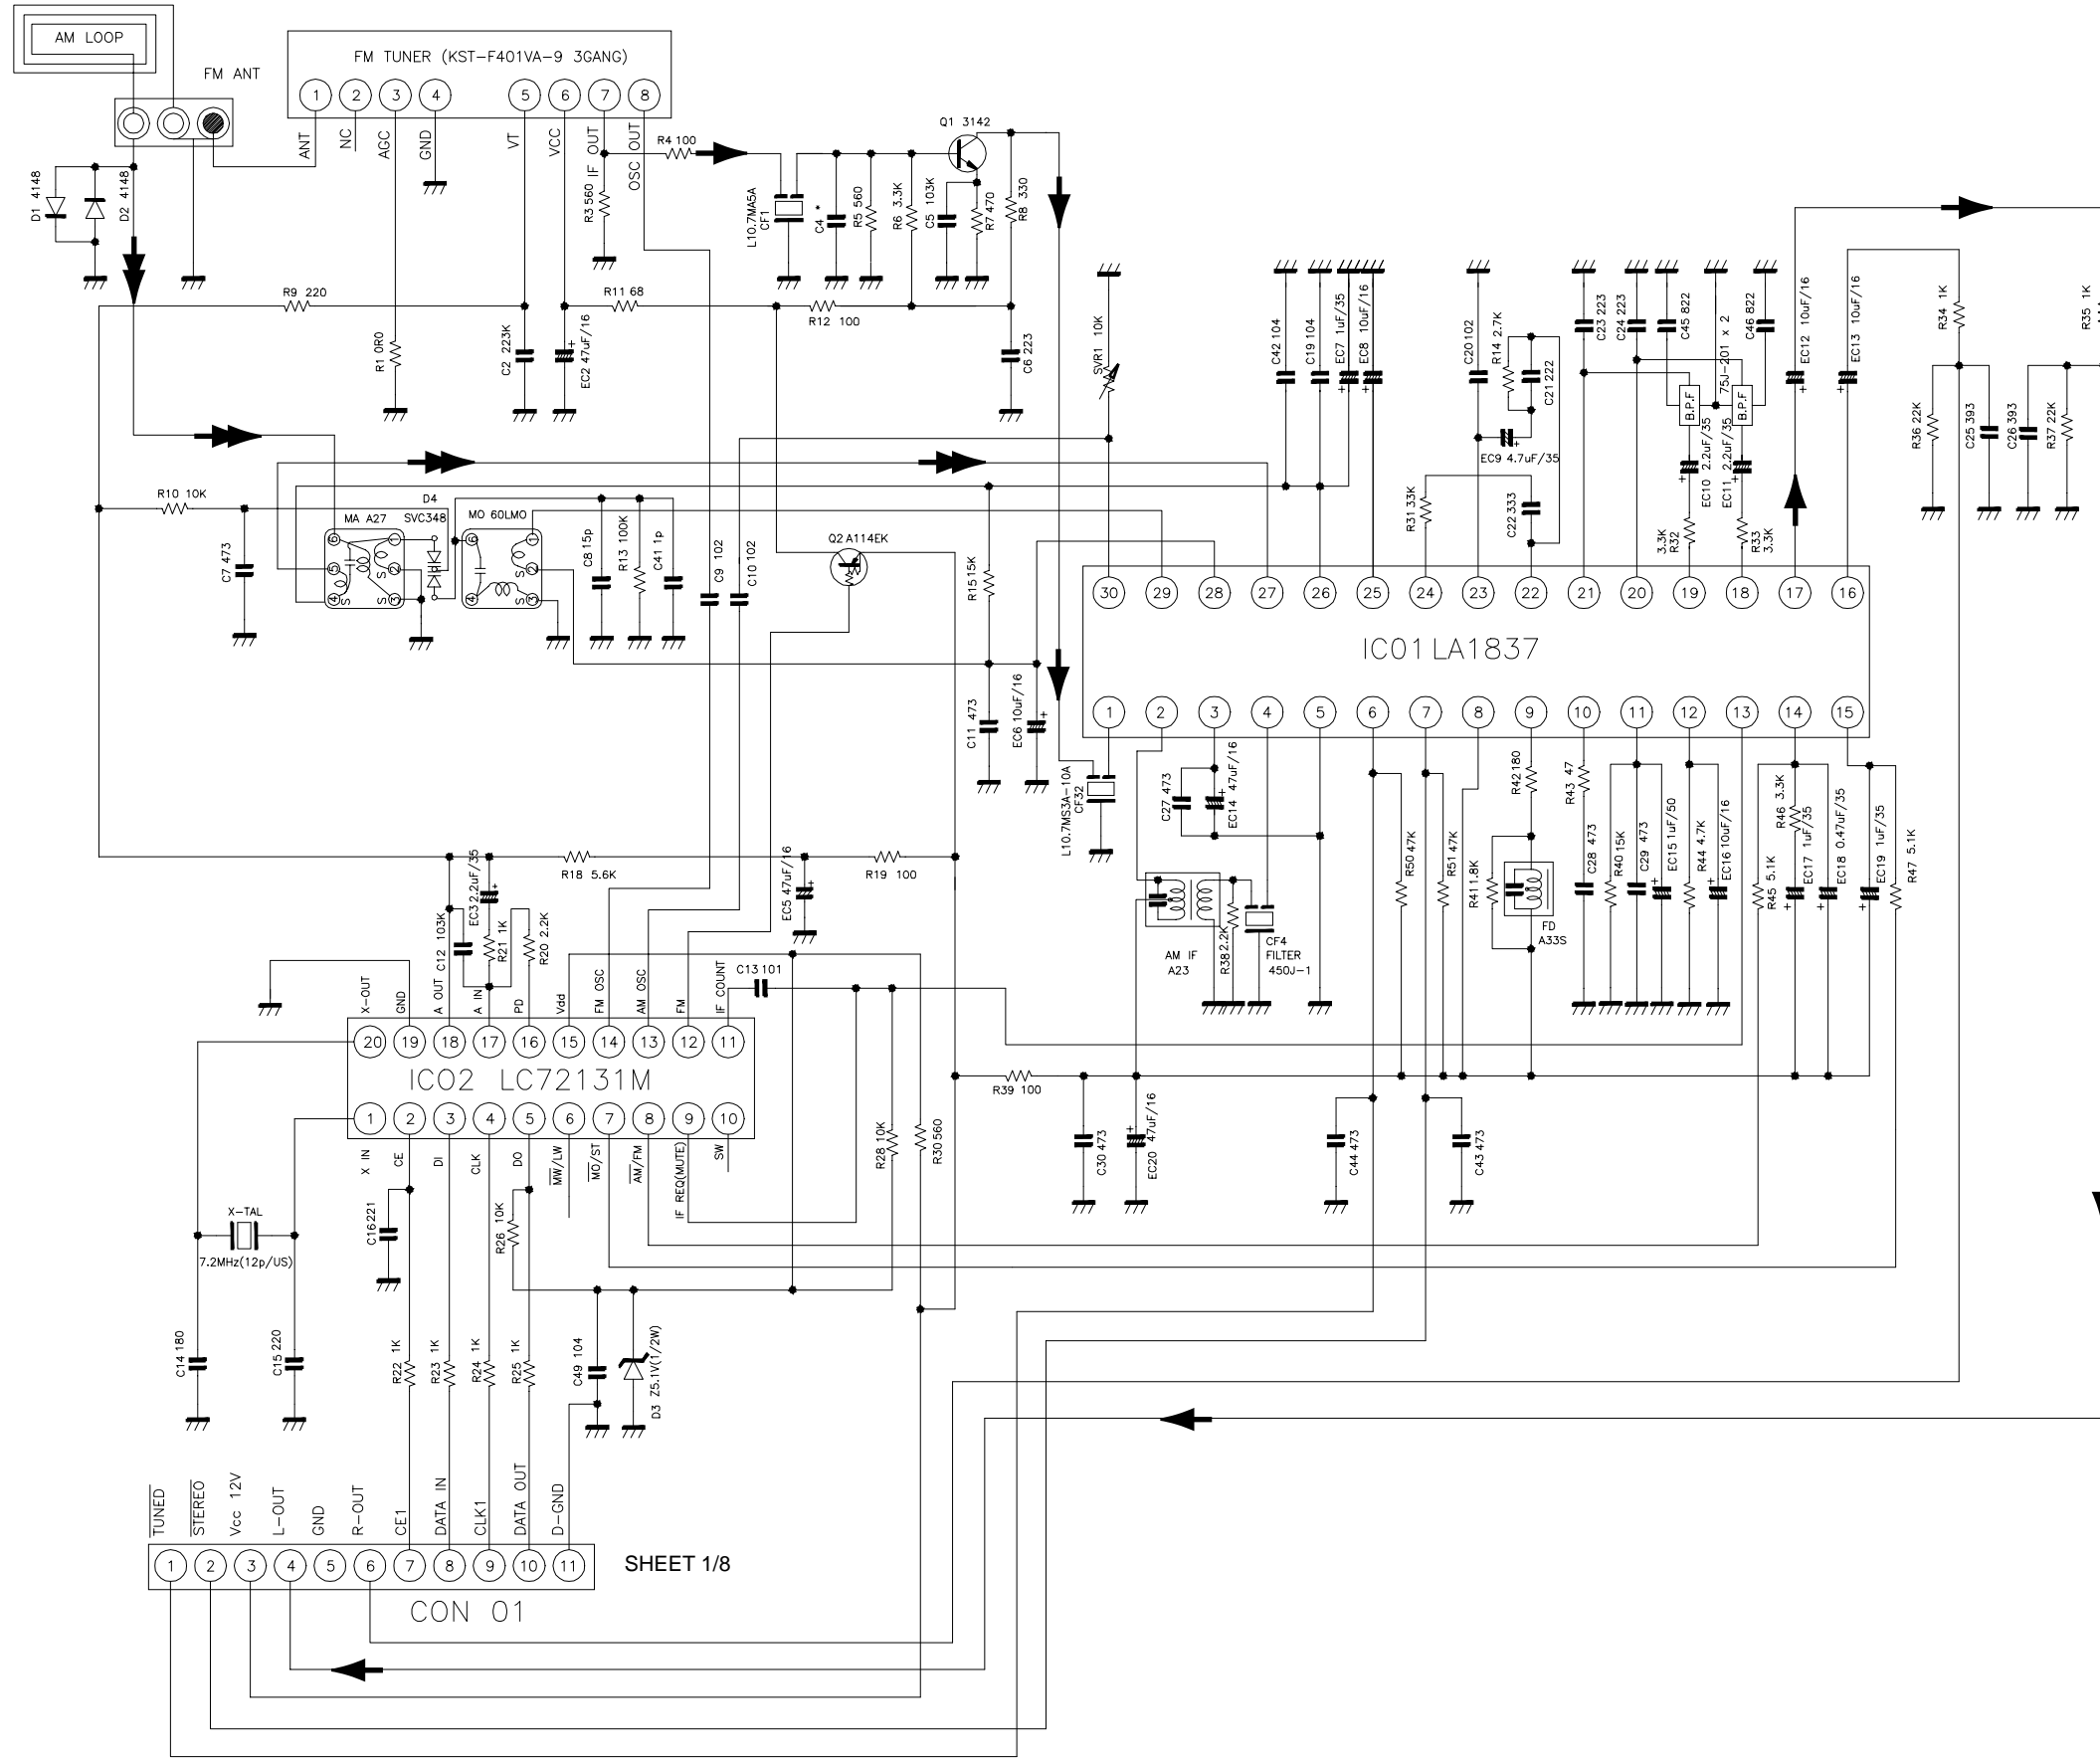 AM LOOP
FM ANT
FM TUNER (KST-F401VA-9 3GANG)
1 2 3 4 5 6 7 8
ANT
NC
AGC
GND
VT
VCC
IF OUT
OSC OUT
D1 4148
D2 4148
R4 100
R3 560
L10.7MA5A
CF1
C4 *
R5 560
R6 3.3K
C5 103K
Q1 3142
R7 470
R8 330
R9 220
R1 0R0
C2 223K
R11 68
EC2 47uF/16
R12 100
C6 223
SVR1 10K
C42 104
C19 104
EC7 1uF/35
EC8 10uF/16
C20 102
R14 2.7K
C21 222
EC9 4.7uF/35
C23 223
C24 223
C45 822
75J-201 x 2
C46 822
B.P.F
B.P.F
EC12 10uF/16
EC13 10uF/16
R34 1K
R35 1K
R36 22K
C25 393
C26 393
R37 22K
EC10 2.2uF/35
EC11 2.2uF/35
3.3K
R32
R33
3.3K
R31 33K
C22 333
R10 10K
C7 473
MA A27
6 5 4 1 2 3
S S S
D4
SVC348
MO 60LMO
6 4 1 2 3
S S
C8 15p
R13 100K
C41 1p
C9 102
C10 102
Q2 A114EK
R15 15K
C11 473
EC6 10uF/16
30 29 28 27 26 25 24 23 22 21 20 19 18 17 16
IC01 LA1837
1 2 3 4 5 6 7 8 9 10 11 12 13 14 15
L10.7MS3A-10A
CF32
C27 473
EC14 47uF/16
AM IF
A23
R38 2.2K
CF4
FILTER
450J-1
R50 47K
R51 47K
R41 1.8K
R42 180
FD
A33S
R43 47
C28 473
R40 15K
C29 473
EC15 1uF/50
R44 4.7K
EC16 10uF/16
R45 5.1K
R46 3.3K
EC17 1uF/35
EC18 0.47uF/35
EC19 1uF/35
R47 5.1K
R18 5.6K
R19 100
EC5 47uF/16
EC3 2.2uF/35
C12 103K
R21 1K
R20 2.2K
C13 101
X-OUT
GND
A OUT
A IN
PD
Vdd
FM OSC
AM OSC
FM
IF COUNT
20 19 18 17 16 15 14 13 12 11
IC02 LC72131M
1 2 3 4 5 6 7 8 9 10
X IN
CE
DI
CLK
DO
MW/LW
MO/ST
AM/FM
IF REQ(MUTE)
SW
R28 10K
R30 560
R39 100
C30 473
EC20 47uF/16
C44 473
C43 473
X-TAL
7.2MHz(12p/US)
C16 221
R26 10K
C14 180
C15 220
R22 1K
R23 1K
R24 1K
R25 1K
C49 104
D3 Z5.1V(1/2W)
TUNED
STEREO
Vcc 12V
L-OUT
GND
R-OUT
CE1
DATA IN
CLK1
DATA OUT
D-GND
1 2 3 4 5 6 7 8 9 10 11
SHEET 1/8
CON 01